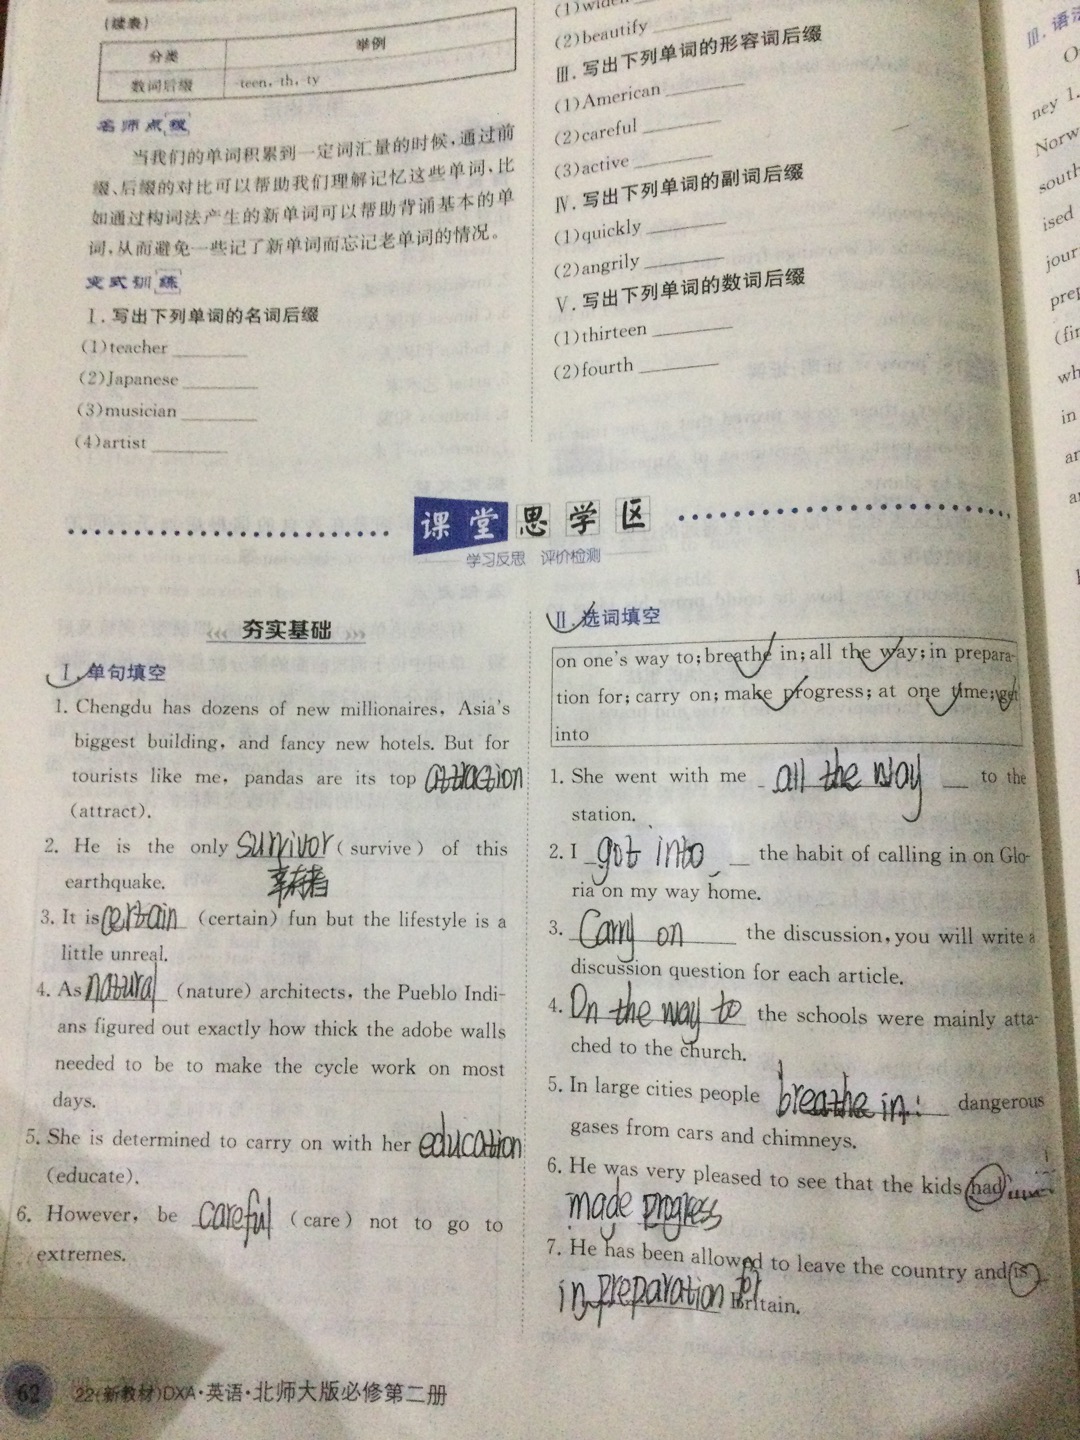 (续表)
分类 举例
数词后缀 -teen, -th, -ty
名师点拨
当我们的单词积累到一定词汇量的时候,通过前
缀、后缀的对比可以帮助我们理解记忆这些单词,比
如通过构词法产生的新单词可以帮助背诵基本的单
词,从而避免一些记了新单词而忘记老单词的情况。
变式训练
Ⅰ.写出下列单词的名词后缀
(1)teacher
(2)Japanese
(3)musician
(4)artist
(1)widen
(2)beautify
Ⅲ.写出下列单词的形容词后缀
(1)American
(2)careful
(3)active
Ⅳ.写出下列单词的副词后缀
(1)quickly
(2)angrily
Ⅴ.写出下列单词的数词后缀
(1)thirteen
(2)fourth
课堂思学区
学习反思 评价检测
夯实基础
Ⅰ.单句填空
1. Chengdu has dozens of new millionaires, Asia's
biggest building, and fancy new hotels. But for
tourists like me, pandas are its top attraction
(attract).
2. He is the only survivor (survive) of this
幸存者
earthquake.
3. It is certain (certain) fun but the lifestyle is a
little unreal.
4. As natural (nature) architects, the Pueblo Indi-
ans figured out exactly how thick the adobe walls
needed to be to make the cycle work on most
days.
5. She is determined to carry on with her education
(educate).
6. However, be careful (care) not to go to
extremes.
Ⅱ.选词填空
on one's way to; breathe in; all the way; in prepara-
tion for; carry on; make progress; at one time; get
into
1. She went with me all the way to the
station.
2. I got into the habit of calling in on Glo-
ria on my way home.
3. Carry on the discussion, you will write a
discussion question for each article.
4. On the way to the schools were mainly atta-
ched to the church.
5. In large cities people breathe in dangerous
gases from cars and chimneys.
6. He was very pleased to see that the kids had
made progress
7. He has been allowed to leave the country and is
in preparation for Britain.
62 22(新教材)DXA·英语·北师大版必修第二册
Ⅲ.语
ney 1.
Norw
south
ised
jour
prep
(fir
wh
in